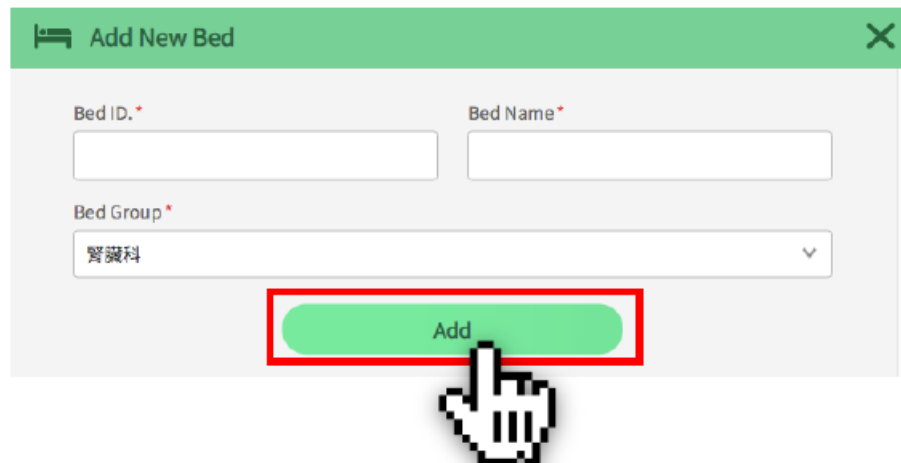 Add New Bed
Bed ID.*
Bed Name*
Bed Group*
腎臟科
Add